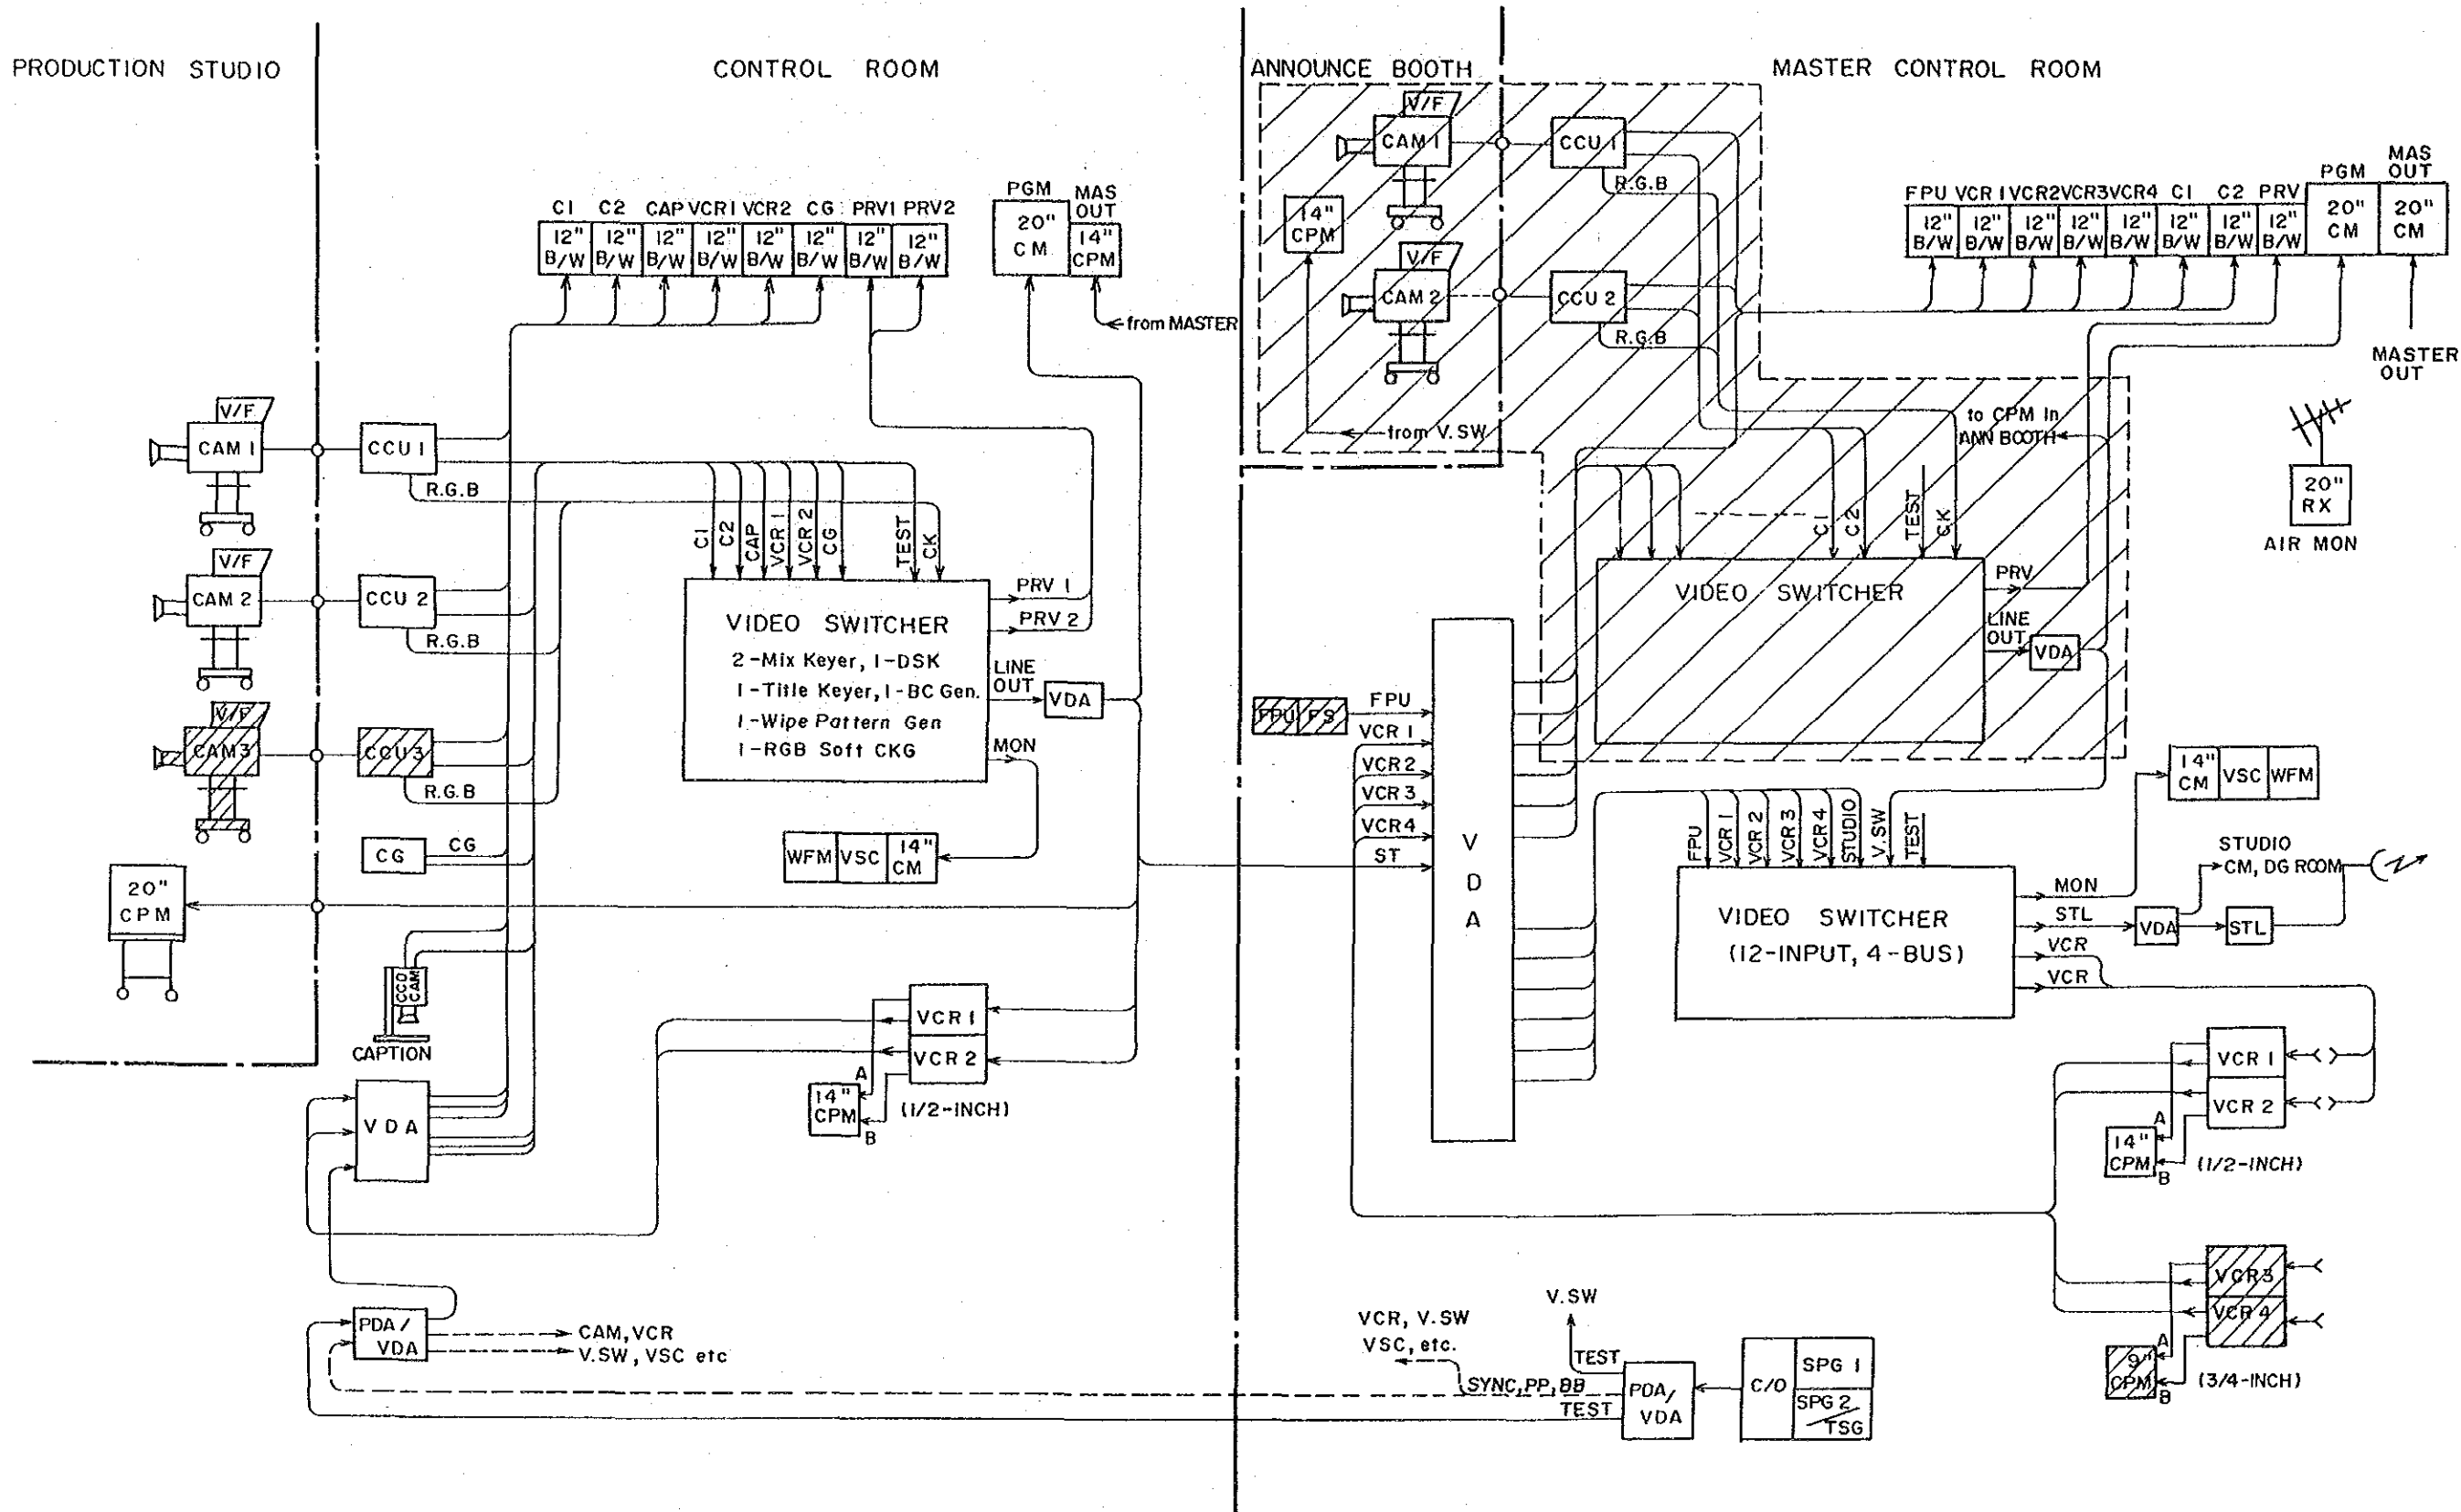 PRODUCTION STUDIO
CONTROL ROOM
ANNOUNCE BOOTH
MASTER CONTROL ROOM
C1 C2 CAP VCR1 VCR2 CG PRV1 PRV2
12" 12" 12" 12" 12" 12" 12" 12"
B/W B/W B/W B/W B/W B/W B/W B/W
PGM
20"
CM
MAS
OUT
14"
CPM
from MASTER
V/F
CAM 1
CCU 1
R.G.B
V/F
CAM 2
CCU 2
R.G.B
V/F
CAM3
CCU3
R.G.B
CG
CG
20"
CPM
CCD
CAM
CAPTION
C1
C2
CAP
VCR 1
VCR 2
CG
TEST
CK
VIDEO SWITCHER
2-Mix Keyer, 1-DSK
1-Title Keyer, 1-BC Gen.
1-Wipe Pattern Gen
1-RGB Soft CKG
PRV 1
PRV 2
LINE
OUT
VDA
MON
WFM VSC 14"
CM
VCR 1
VCR 2
A
14"
CPM
B
(1/2-INCH)
VDA
PDA/
VDA
CAM, VCR
V.SW, VSC etc
V/F
CAM 1
CCU 1
R.G.B
14"
CPM
V/F
CAM 2
CCU 2
R.G.B
from V.SW
FPU VCR 1 VCR2 VCR3 VCR4 C1 C2 PRV
12" 12" 12" 12" 12" 12" 12" 12"
B/W B/W B/W B/W B/W B/W B/W B/W
PGM
20"
CM
MAS
OUT
20"
CM
MASTER
OUT
to CPM In
ANN BOOTH
20"
RX
AIR MON
C1
C2
TEST
CK
VIDEO SWITCHER
PRV
LINE
OUT
VDA
FPU FS
FPU
VCR 1
VCR 2
VCR 3
VCR4
ST
VDA
FPU
VCR 1
VCR 2
VCR3
VCR4
STUDIO
V.SW
TEST
VIDEO SWITCHER
(12-INPUT, 4-BUS)
14"
CM
VSC WFM
MON
STL
VCR
VCR
VDA
STUDIO
CM, DG ROOM
STL
VCR 1
VCR 2
A
14"
CPM
B
(1/2-INCH)
VCR3
VCR 4
A
9"
CPM
B
(3/4-INCH)
VCR, V.SW
VSC, etc.
V.SW
TEST
SYNC, PP, BB
TEST
PDA/
VDA
C/O
SPG 1
SPG 2
TSG